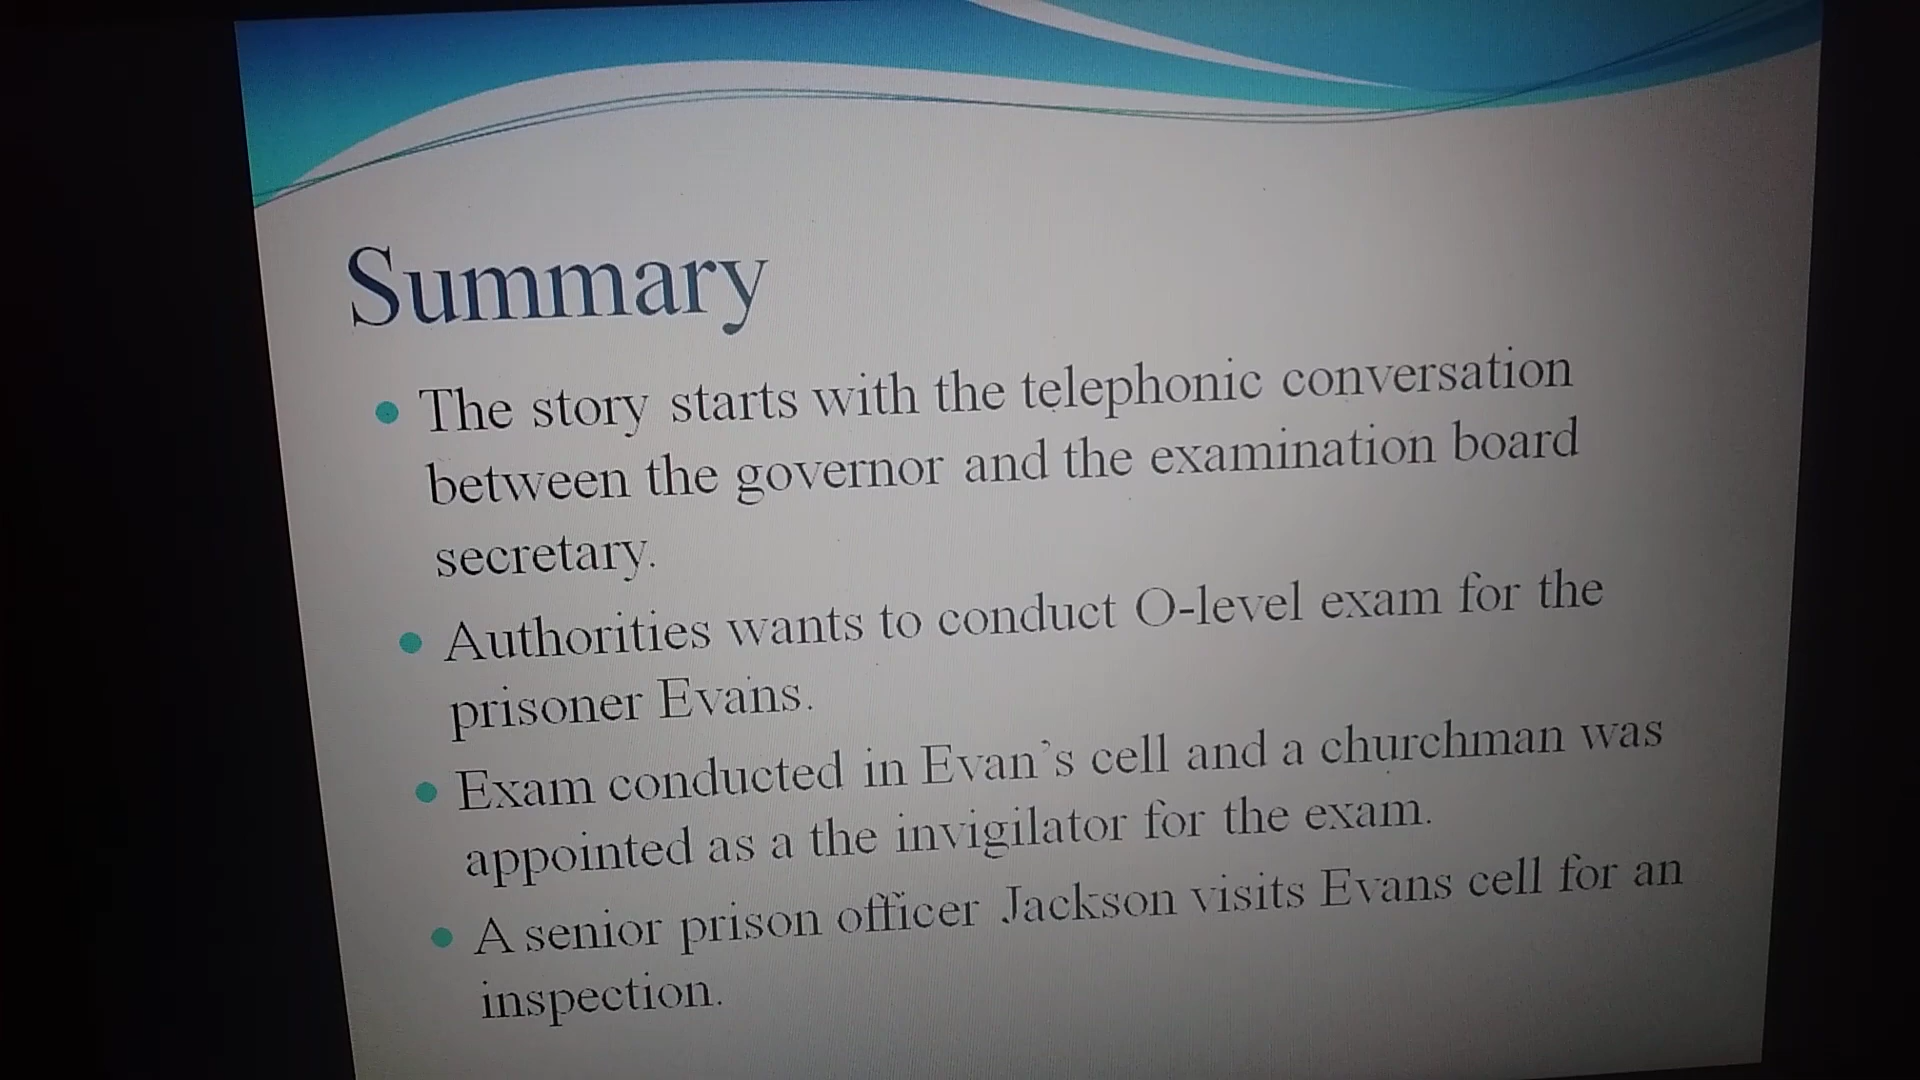 Summary
• The story starts with the telephonic conversation
between the governor and the examination board
secretary.
• Authorities wants to conduct O-level exam for the
prisoner Evans.
• Exam conducted in Evan's cell and a churchman was
appointed as a the invigilator for the exam.
• A senior prison officer Jackson visits Evans cell for an
inspection.